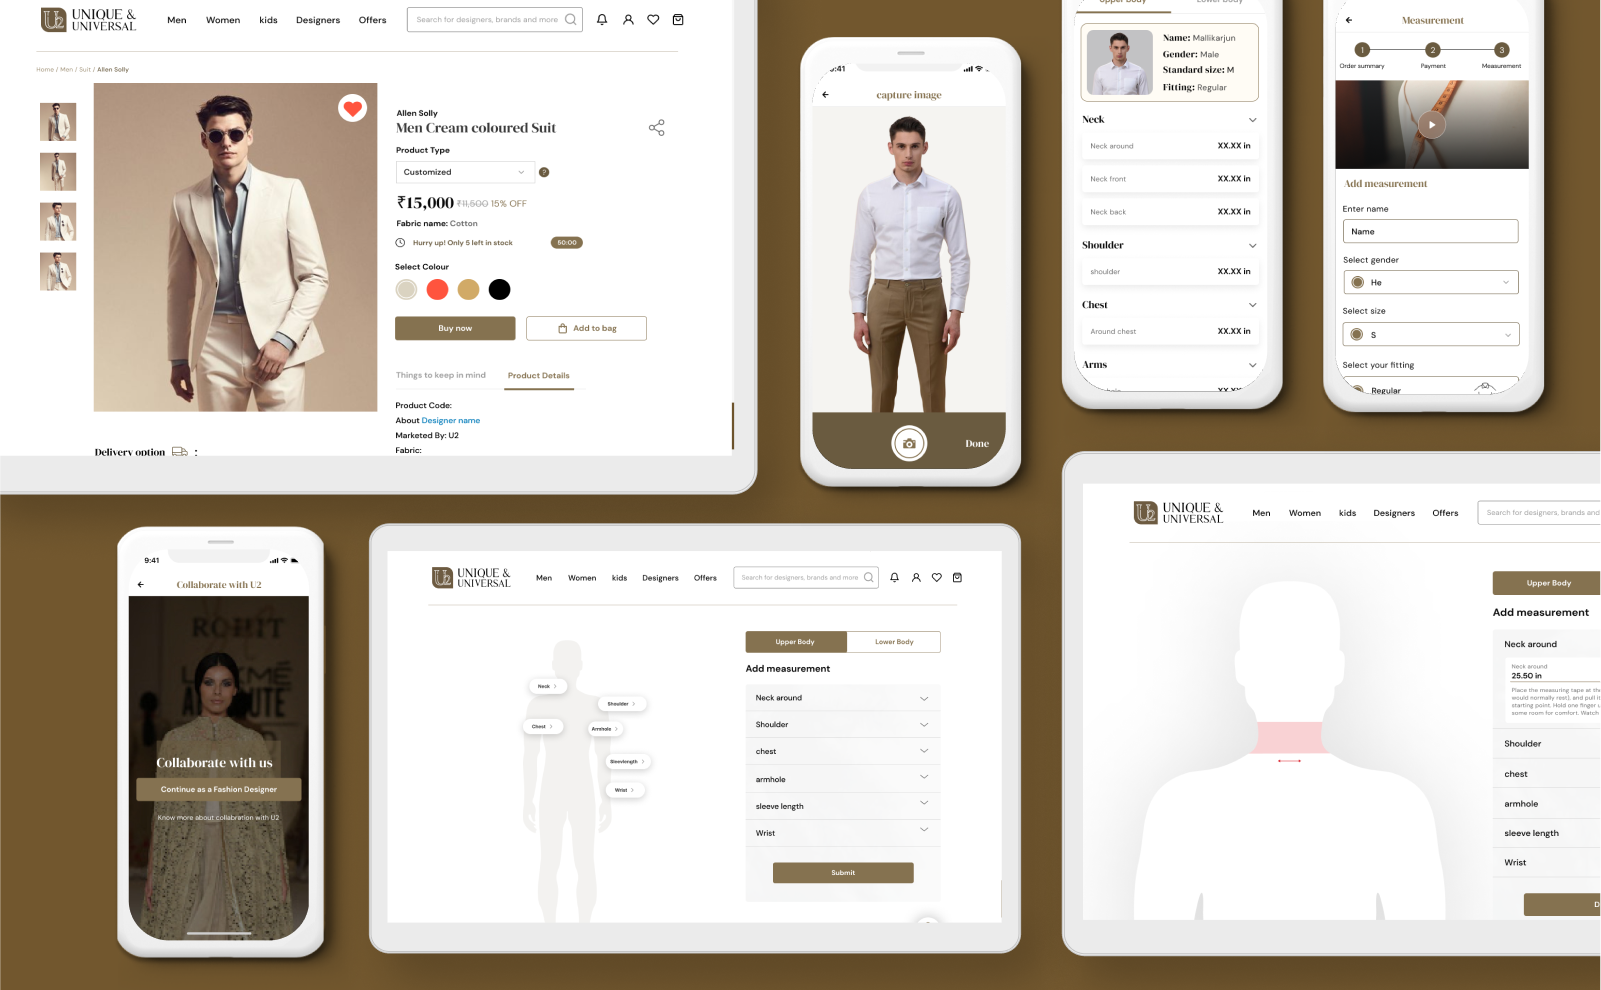 UNIQUE &
UNIVERSAL
Men Women kids Designers Offers
Search for designers, brands and more
Home / Men / Suit / Allen Solly
Allen Solly
Men Cream coloured Suit
Product Type
Customized
?
₹15,000 ₹11,500 15% OFF
Fabric name: Cotton
Hurry up! Only 5 left in stock
50:00
Select Colour
Buy now
Add to bag
Things to keep in mind
Product Details
Product Code:
About Designer name
Marketed By: U2
Fabric:
Delivery option :
9:41
capture image
Done
Upper Body
Lower Body
Name: Mallikarjun
Gender: Male
Standard size: M
Fitting: Regular
Neck
Neck around XX.XX in
Neck front XX.XX in
Neck back XX.XX in
Shoulder
shoulder XX.XX in
Chest
Around chest XX.XX in
Arms
Measurement
1 2 3
Order summary Payment Measurement
Add measurement
Enter name
Name
Select gender
He
Select size
S
Select your fitting
Regular
9:41
Collaborate with U2
Collaborate with us
Continue as a Fashion Designer
Know more about collabration with U2
UNIQUE &
UNIVERSAL
Men Women kids Designers Offers
Search for designers, brands and more
Neck
Shoulder
Chest
Armhole
Sleevlength
Wrist
Upper Body
Lower Body
Add measurement
Neck around
Shoulder
chest
armhole
sleeve length
Wrist
Submit
UNIQUE &
UNIVERSAL
Men Women kids Designers Offers
Search for designers, brands and
Upper Body
Add measurement
Neck around
Neck around
25.50 in
Place the measuring tape at the
would normally rest), and pull it
starting point. Hold one finger u
some room for comfort. Watch
Shoulder
chest
armhole
sleeve length
Wrist
D